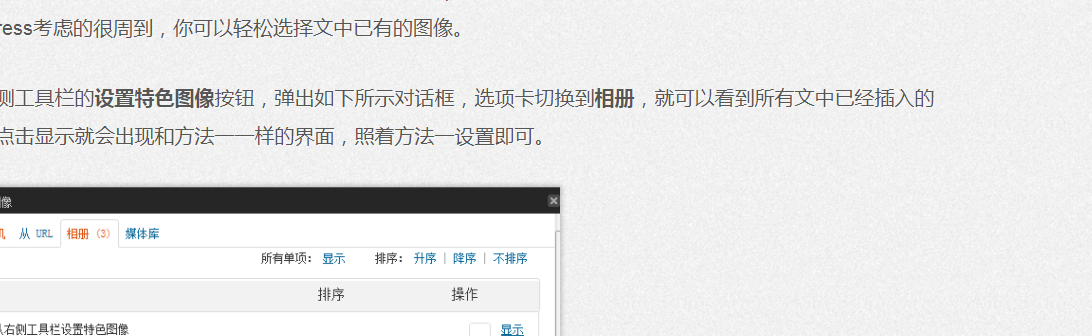 ress考虑的很周到，你可以轻松选择文中已有的图像。
侧工具栏的设置特色图像按钮，弹出如下所示对话框，选项卡切换到相册，就可以看到所有文中已经插入的
点击显示就会出现和方法一一样的界面，照着方法一设置即可。
像
机 从 URL 相册 (3) 媒体库
所有单项： 显示 排序： 升序 | 降序 | 不排序
排序 操作
右侧工具栏设置特色图像 显示